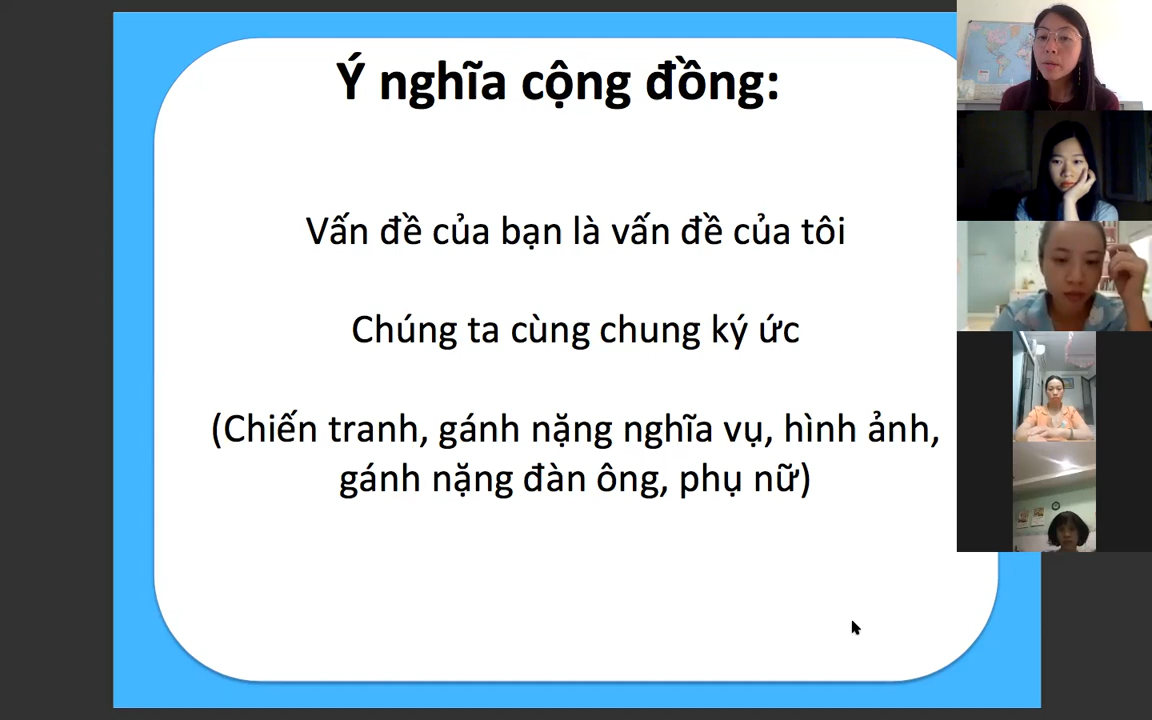 Ý nghĩa cộng đồng:
Vấn đề của bạn là vấn đề của tôi
Chúng ta cùng chung ký ức
(Chiến tranh, gánh nặng nghĩa vụ, hình ảnh,
gánh nặng đàn ông, phụ nữ)